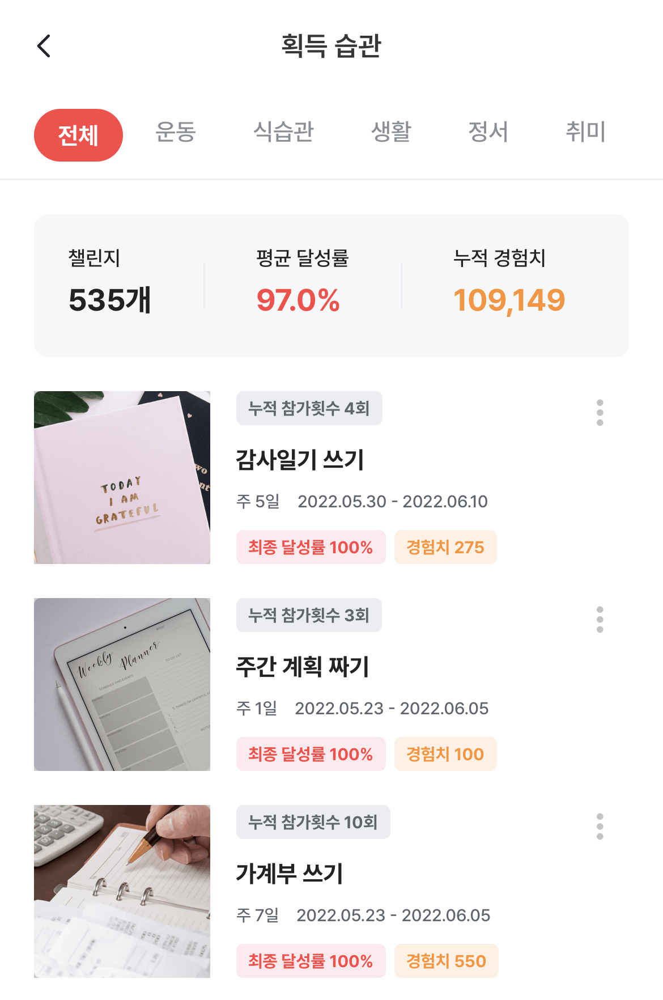 획득 습관
전체 운동 식습관 생활 정서 취미
챌린지 평균 달성률 누적 경험치
535개 97.0% 109,149
누적 참가횟수 4회
감사일기 쓰기
주 5일 2022.05.30 - 2022.06.10
최종 달성률 100% 경험치 275
TODAY
I AM
GRATEFUL
누적 참가횟수 3회
주간 계획 짜기
주 1일 2022.05.23 - 2022.06.05
최종 달성률 100% 경험치 100
WEEK
Weekly Planner
TO DO LIST
SCHEDULE AND EVENTS
누적 참가횟수 10회
가계부 쓰기
주 7일 2022.05.23 - 2022.06.05
최종 달성률 100% 경험치 550